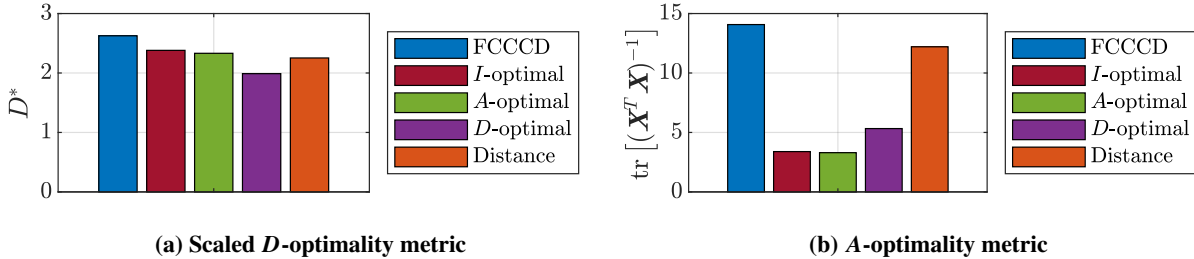 3
2
1
0
D*
FCCCD
I-optimal
A-optimal
D-optimal
Distance
(a) Scaled D-optimality metric
15
10
5
0
tr [(X^T X)^{-1}]
FCCCD
I-optimal
A-optimal
D-optimal
Distance
(b) A-optimality metric